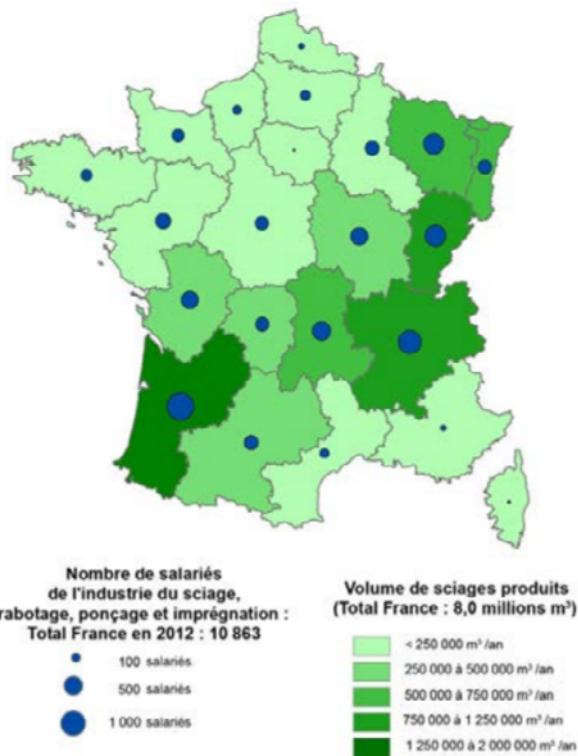 Nombre de salariés
de l'industrie du sciage,
rabotage, ponçage et imprégnation :
Total France en 2012 : 10 863
100 salariés
500 salariés
1 000 salariés
Volume de sciages produits
(Total France : 8,0 millions m³)
< 250 000 m³ /an
250 000 à 500 000 m³ /an
500 000 à 750 000 m³ /an
750 000 à 1 250 000 m³ /an
1 250 000 à 2 000 000 m³ /an